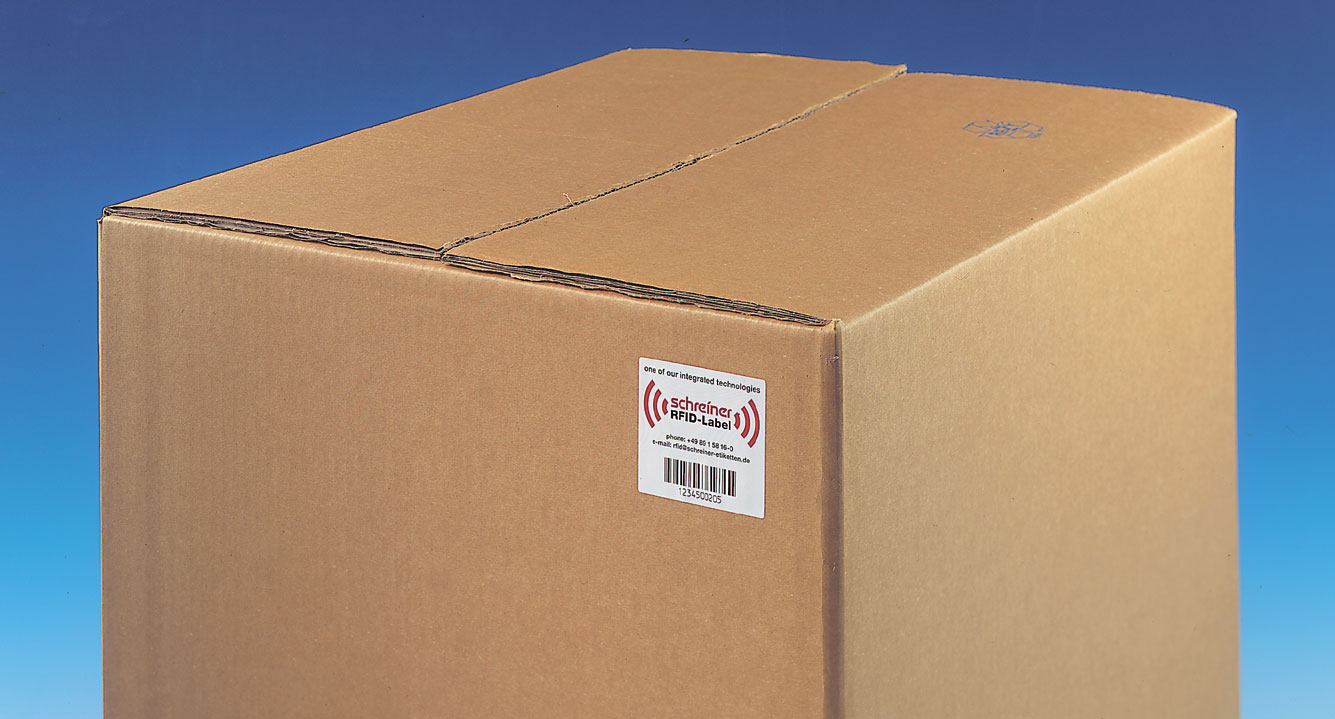 one of our integrated technologies
schreiner
RFID-Label
phone: +49 89 1 58 16-0
e-mail: rfid@schreiner-etiketten.de
1234500205